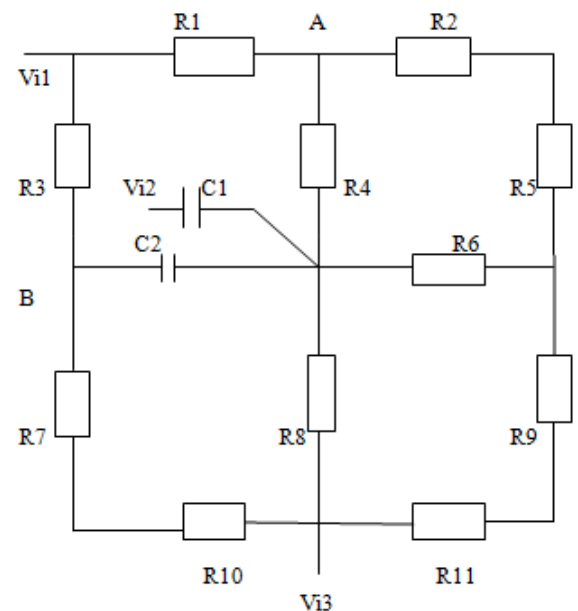 R1 A R2
Vi1
R3 Vi2 C1 R4 R5
C2 R6
B
R7 R8 R9
R10 R11
Vi3